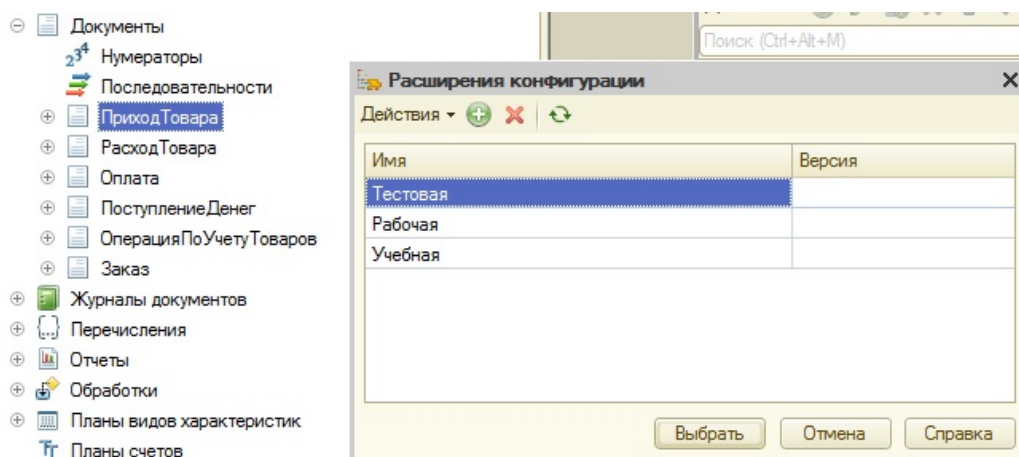 Документы
Нумераторы
Последовательности
ПриходТовара
РасходТовара
Оплата
ПоступлениеДенег
ОперацияПоУчетуТоваров
Заказ
Журналы документов
Перечисления
Отчеты
Обработки
Планы видов характеристик
Планы счетов
Поиск (Ctrl+Alt+M)
Расширения конфигурации
Действия
Имя Версия
Тестовая
Рабочая
Учебная
Выбрать Отмена Справка